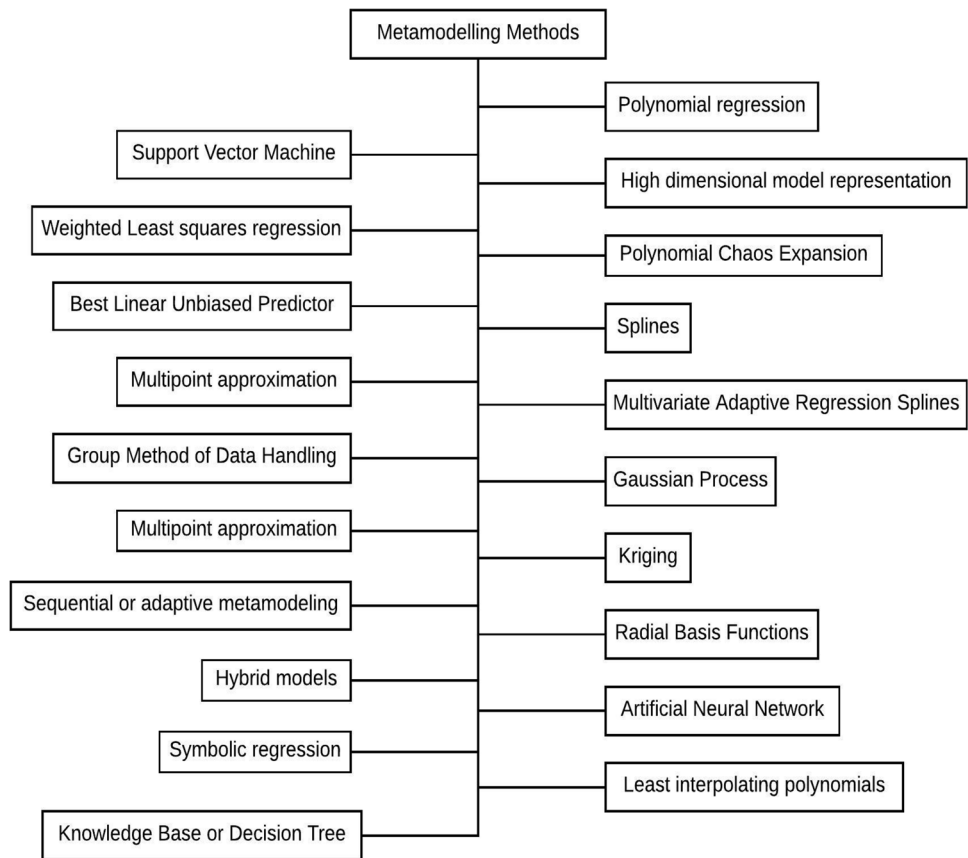 Metamodelling Methods
Polynomial regression
Support Vector Machine
High dimensional model representation
Weighted Least squares regression
Polynomial Chaos Expansion
Best Linear Unbiased Predictor
Splines
Multipoint approximation
Multivariate Adaptive Regression Splines
Group Method of Data Handling
Gaussian Process
Multipoint approximation
Kriging
Sequential or adaptive metamodeling
Radial Basis Functions
Hybrid models
Artificial Neural Network
Symbolic regression
Least interpolating polynomials
Knowledge Base or Decision Tree